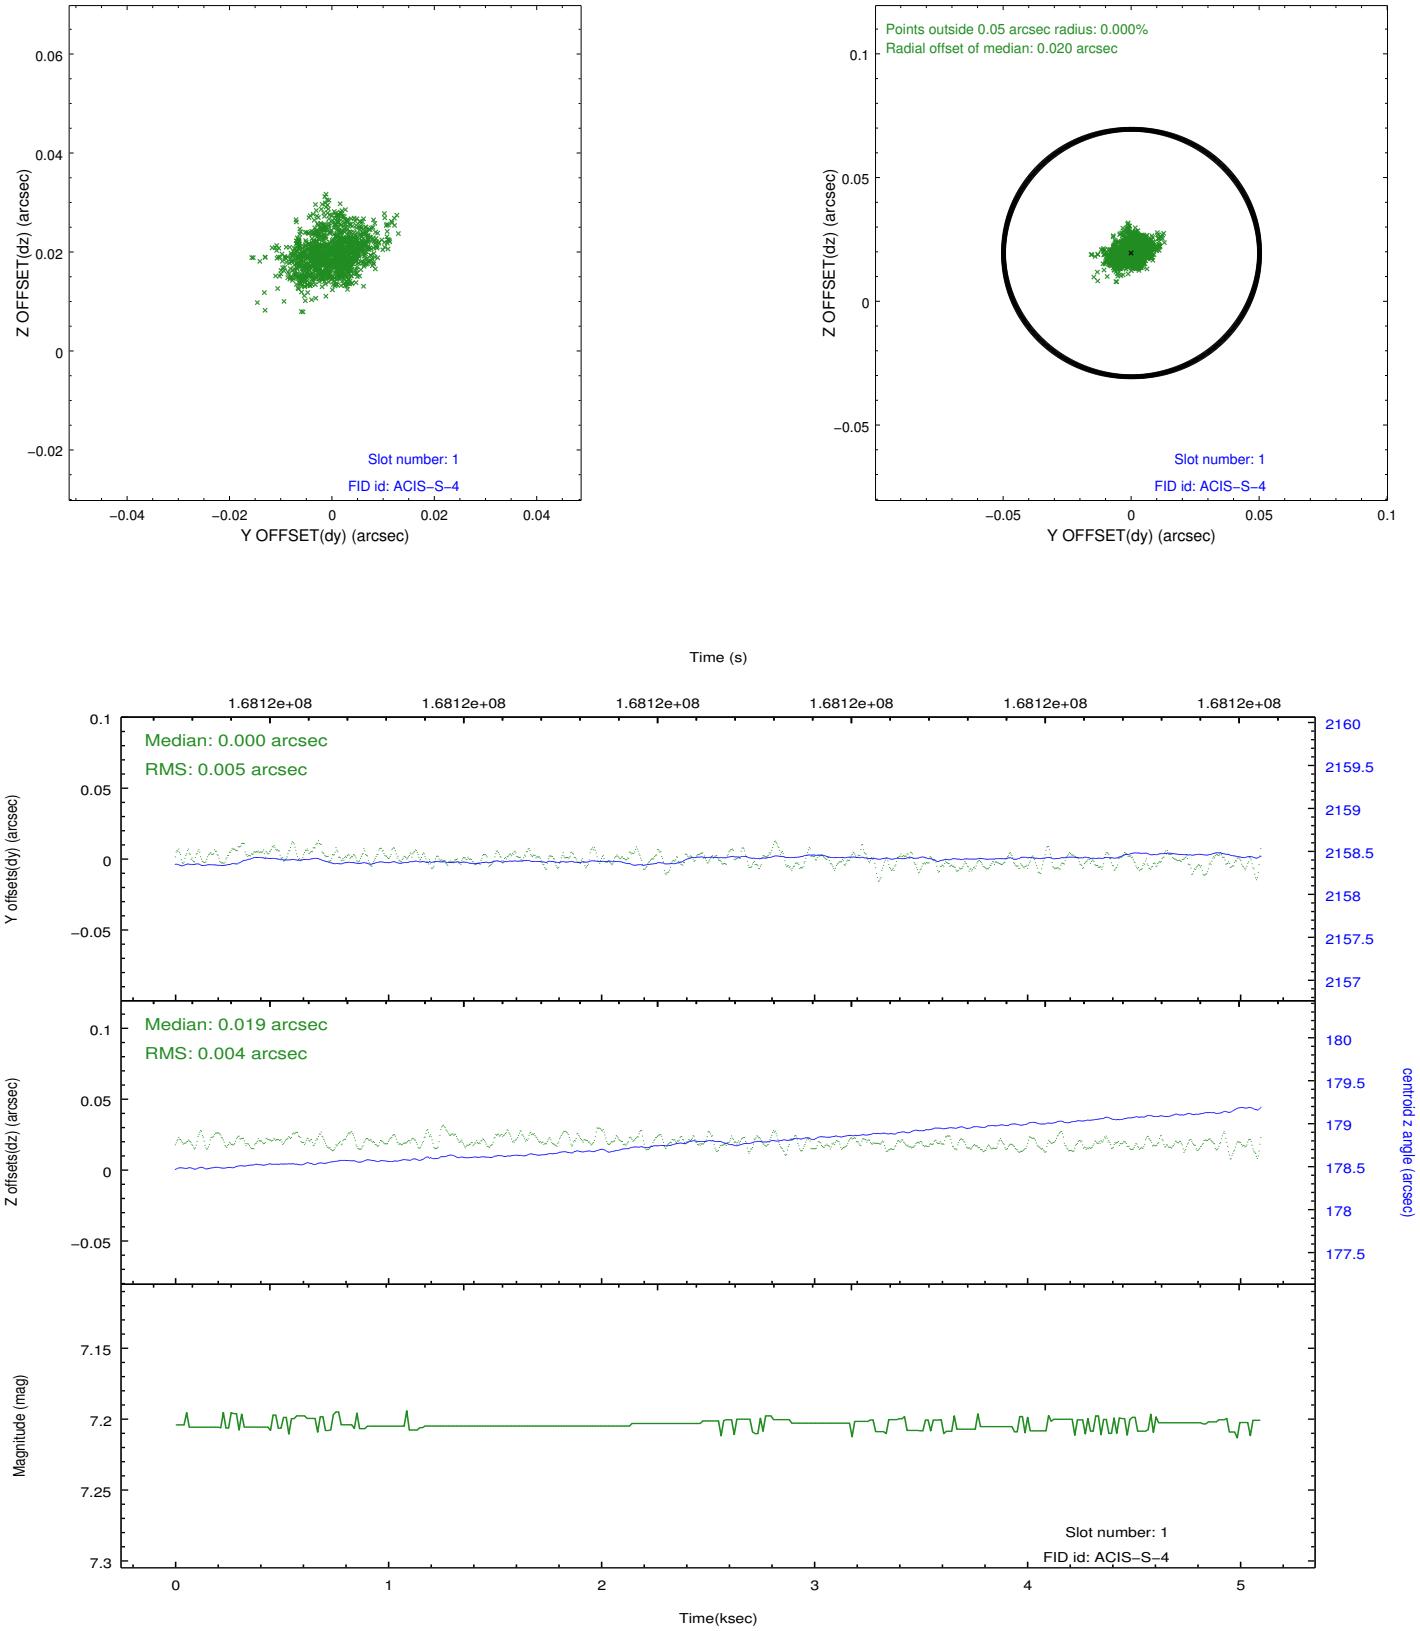 0.06
0.04
0.02
0
−0.02
Z OFFSET(dz) (arcsec)
Slot number: 1
FID id: ACIS−S−4
−0.04 −0.02 0 0.02 0.04
Y OFFSET(dy) (arcsec)
Points outside 0.05 arcsec radius: 0.000%
Radial offset of median: 0.020 arcsec
0.1
0.05
0
−0.05
Z OFFSET(dz) (arcsec)
Slot number: 1
FID id: ACIS−S−4
−0.05 0 0.05 0.1
Y OFFSET(dy) (arcsec)
Time (s)
1.6812e+08 1.6812e+08 1.6812e+08 1.6812e+08 1.6812e+08 1.6812e+08
Median: 0.000 arcsec
RMS: 0.005 arcsec
0.1
0.05
0
−0.05
Y offsets(dy) (arcsec)
2160
2159.5
2159
2158.5
2158
2157.5
2157
Median: 0.019 arcsec
RMS: 0.004 arcsec
0.1
0.05
0
−0.05
Z offsets(dz) (arcsec)
180
179.5
179
178.5
178
177.5
centroid z angle (arcsec)
7.15
7.2
7.25
7.3
Magnitude (mag)
Slot number: 1
FID id: ACIS−S−4
0 1 2 3 4 5
Time(ksec)